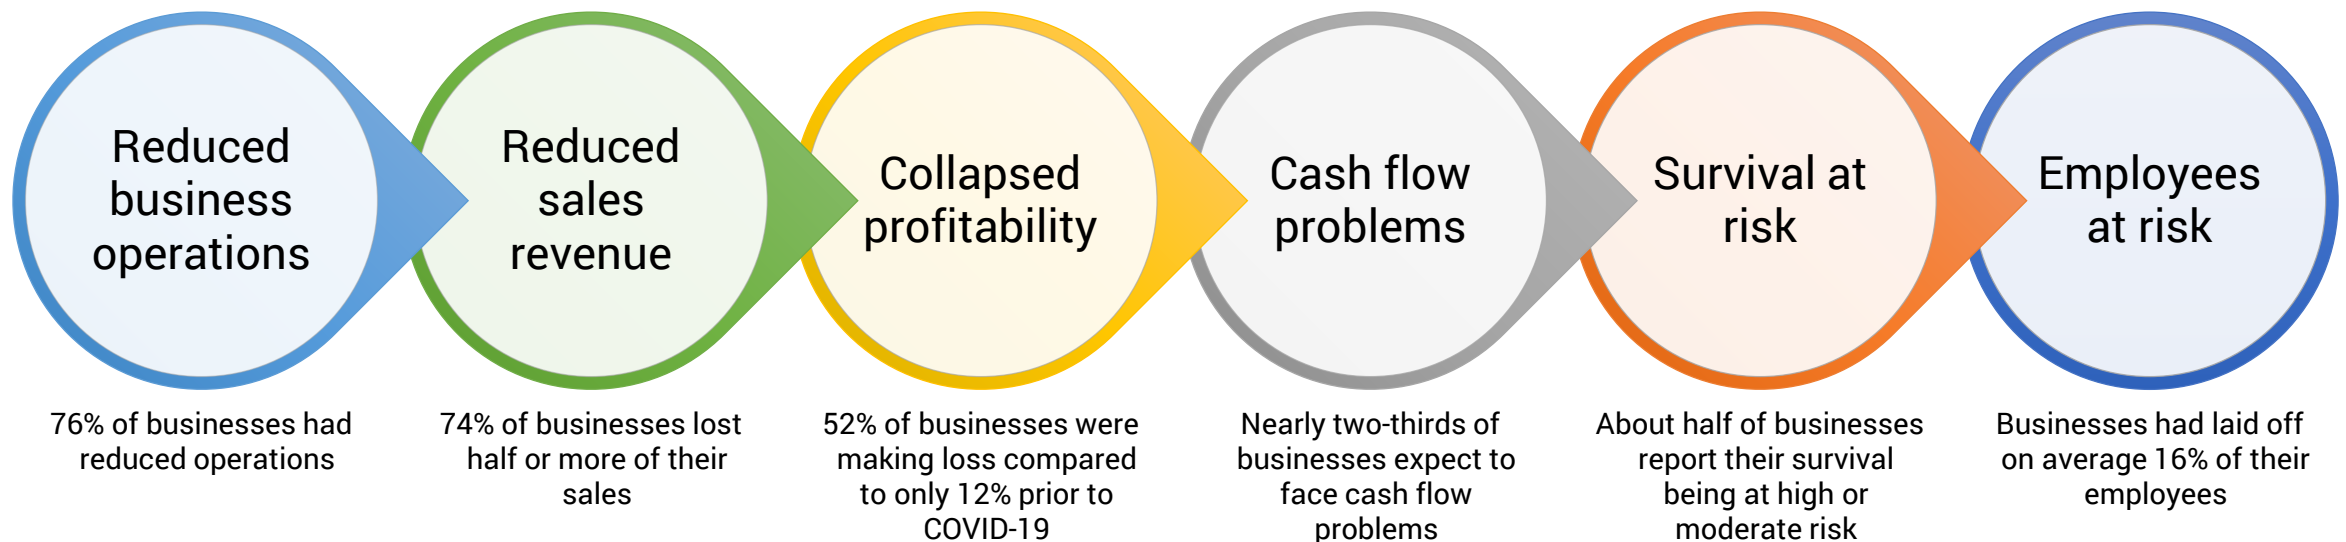 Reduced
business
operations
Reduced
sales
revenue
Collapsed
profitability
Cash flow
problems
Survival at
risk
Employees
at risk
76% of businesses had
reduced operations
74% of businesses lost
half or more of their
sales
52% of businesses were
making loss compared
to only 12% prior to
COVID-19
Nearly two-thirds of
businesses expect to
face cash flow
problems
About half of businesses
report their survival
being at high or
moderate risk
Businesses had laid off
on average 16% of their
employees